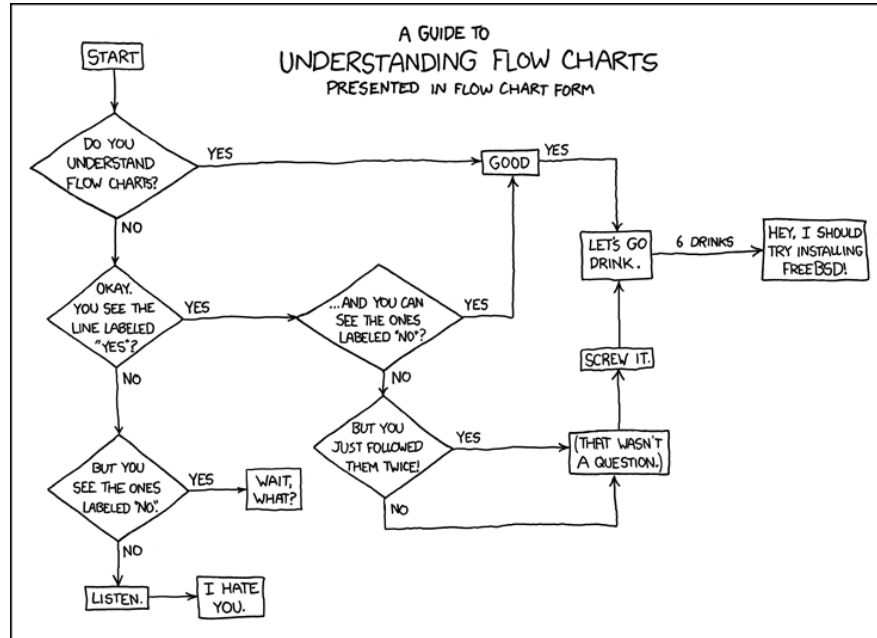 A GUIDE TO
UNDERSTANDING FLOW CHARTS
PRESENTED IN FLOW CHART FORM
START
DO YOU
UNDERSTAND
FLOW CHARTS?
YES
GOOD
YES
NO
LET'S GO
DRINK.
6 DRINKS
HEY, I SHOULD
TRY INSTALLING
FREEBSD!
OKAY.
YOU SEE THE
LINE LABELED
"YES"?
YES
...AND YOU CAN
SEE THE ONES
LABELED "NO"?
YES
SCREW IT.
NO
NO
BUT YOU
JUST FOLLOWED
THEM TWICE!
YES
(THAT WASN'T
A QUESTION.)
NO
BUT YOU
SEE THE ONES
LABELED "NO".
YES
WAIT,
WHAT?
NO
LISTEN.
I HATE
YOU.